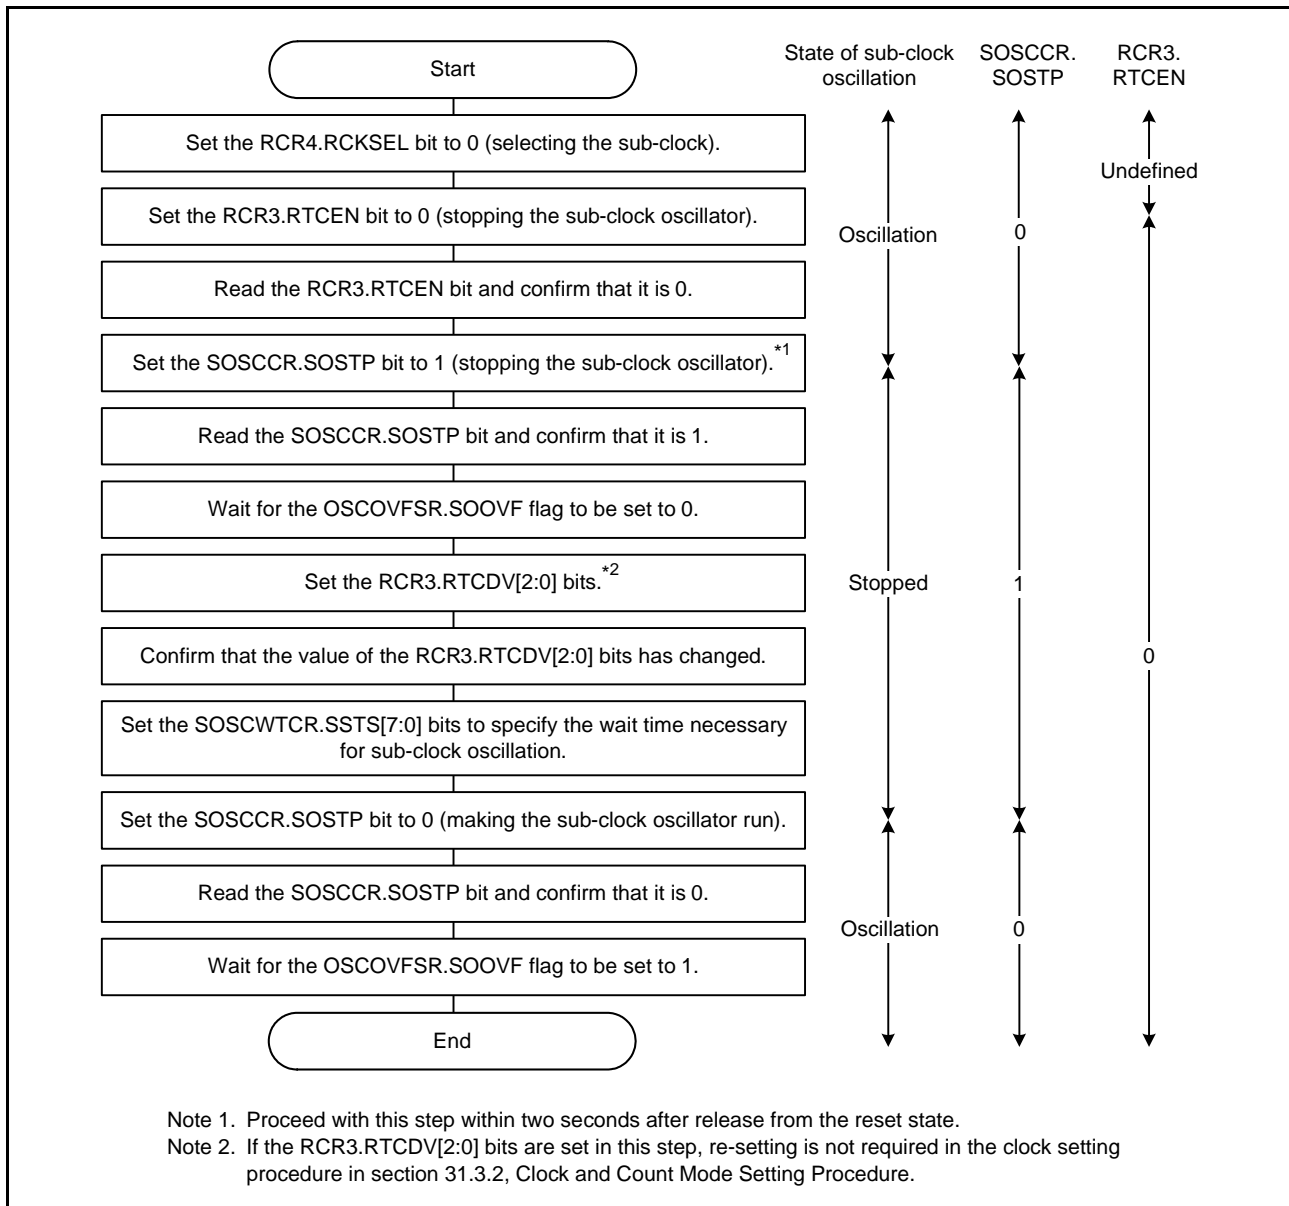 Start
State of sub-clock
oscillation
SOSCCR.
SOSTP
RCR3.
RTCEN
Set the RCR4.RCKSEL bit to 0 (selecting the sub-clock).
Undefined
Set the RCR3.RTCEN bit to 0 (stopping the sub-clock oscillator).
Oscillation
0
Read the RCR3.RTCEN bit and confirm that it is 0.
Set the SOSCCR.SOSTP bit to 1 (stopping the sub-clock oscillator).*1
Read the SOSCCR.SOSTP bit and confirm that it is 1.
Wait for the OSCOVFSR.SOOVF flag to be set to 0.
Set the RCR3.RTCDV[2:0] bits.*2
Stopped
1
Confirm that the value of the RCR3.RTCDV[2:0] bits has changed.
0
Set the SOSCWTCR.SSTS[7:0] bits to specify the wait time necessary
for sub-clock oscillation.
Set the SOSCCR.SOSTP bit to 0 (making the sub-clock oscillator run).
Read the SOSCCR.SOSTP bit and confirm that it is 0.
Oscillation
0
Wait for the OSCOVFSR.SOOVF flag to be set to 1.
End
Note 1. Proceed with this step within two seconds after release from the reset state.
Note 2. If the RCR3.RTCDV[2:0] bits are set in this step, re-setting is not required in the clock setting
procedure in section 31.3.2, Clock and Count Mode Setting Procedure.